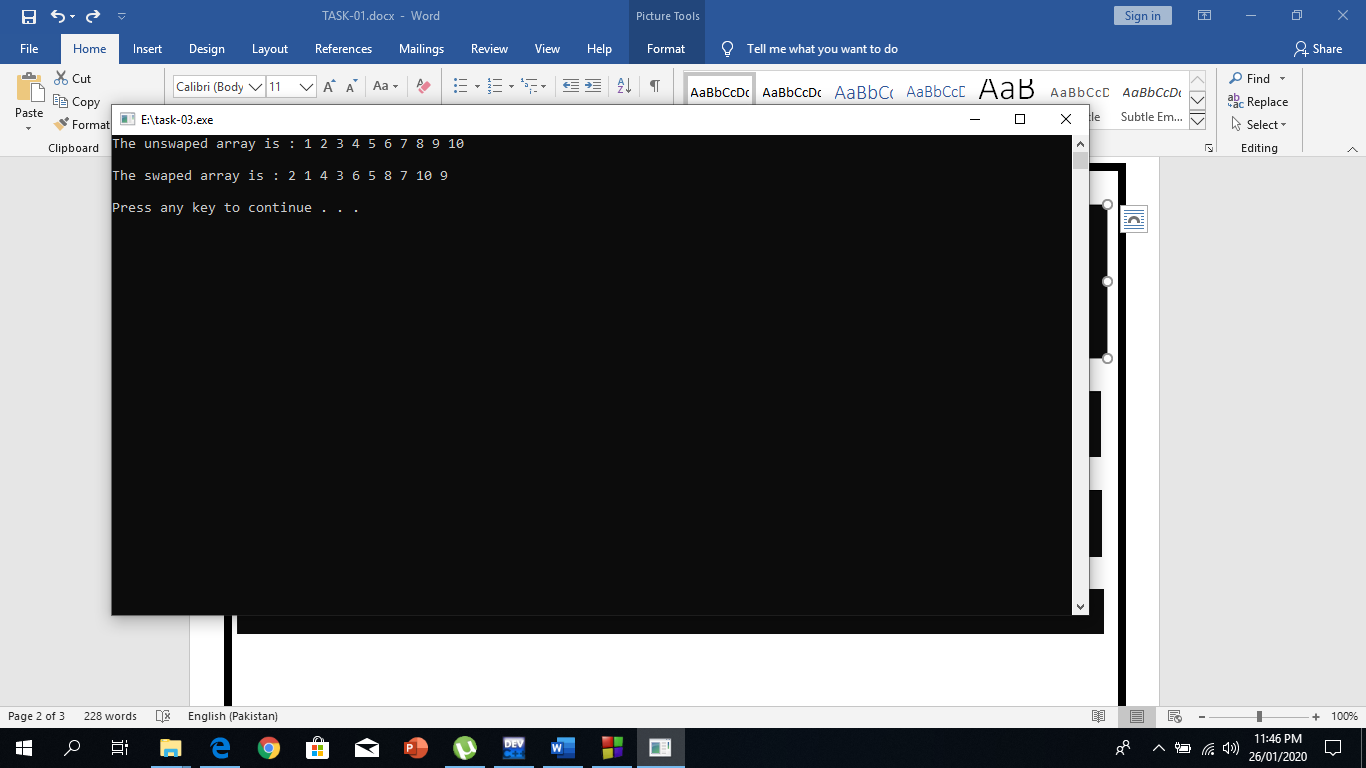 TASK-01.docx - Word
Picture Tools
Sign in
File Home Insert Design Layout References Mailings Review View Help Format Tell me what you want to do Share
Paste
Cut
Copy
Format
Clipboard
Calibri (Body 11 Aa
AaBbCcDc AaBbCcDc AaBbCc AaBbCcD AaB AaBbCcD AaBbCcDc
Subtle Em...
Find
Replace
Select
Editing
E:\task-03.exe
The unswaped array is : 1 2 3 4 5 6 7 8 9 10
The swaped array is : 2 1 4 3 6 5 8 7 10 9
Press any key to continue . . .
Page 2 of 3 228 words English (Pakistan) 100%
DEV
11:46 PM
26/01/2020